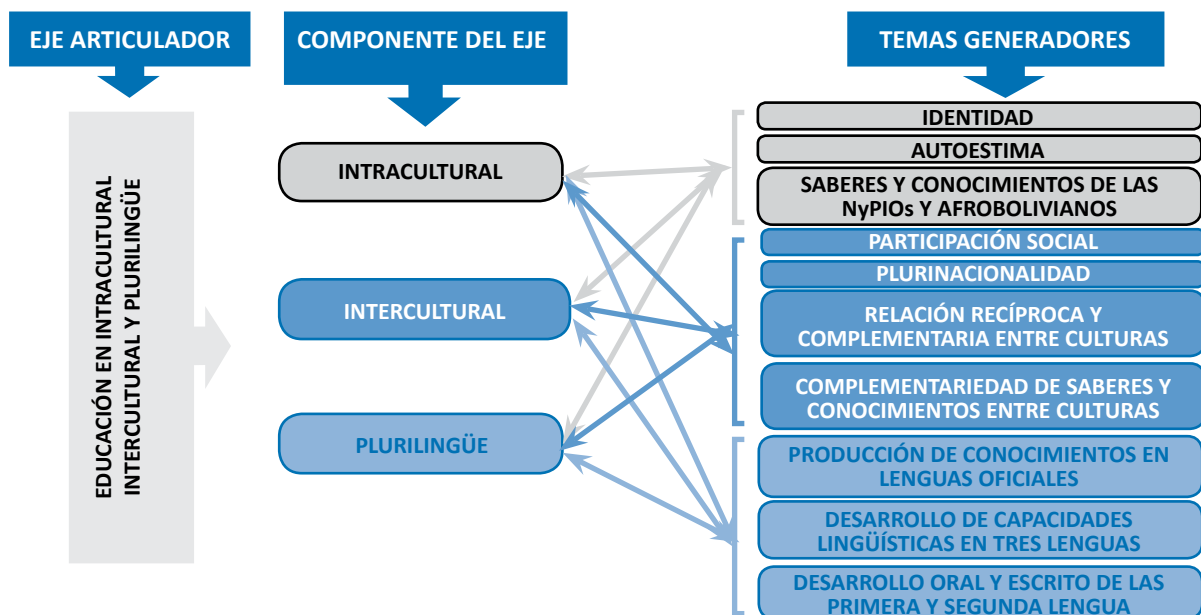 EJE ARTICULADOR
COMPONENTE DEL EJE
TEMAS GENERADORES
EDUCACIÓN EN INTRACULTURAL
INTERCULTURAL Y PLURILINGÜE
INTRACULTURAL
INTERCULTURAL
PLURILINGÜE
IDENTIDAD
AUTOESTIMA
SABERES Y CONOCIMIENTOS DE LAS
NyPIOs Y AFROBOLIVIANOS
PARTICIPACIÓN SOCIAL
PLURINACIONALIDAD
RELACIÓN RECÍPROCA Y
COMPLEMENTARIA ENTRE CULTURAS
COMPLEMENTARIEDAD DE SABERES Y
CONOCIMIENTOS ENTRE CULTURAS
PRODUCCIÓN DE CONOCIMIENTOS EN
LENGUAS OFICIALES
DESARROLLO DE CAPACIDADES
LINGÜÍSTICAS EN TRES LENGUAS
DESARROLLO ORAL Y ESCRITO DE LAS
PRIMERA Y SEGUNDA LENGUA